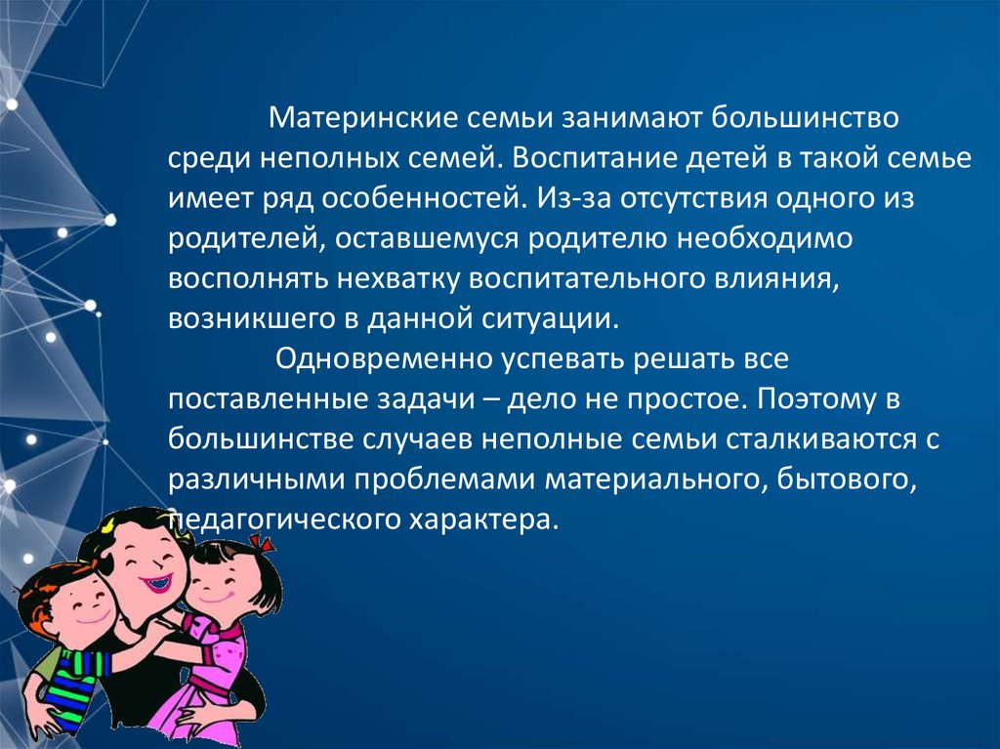 Материнские семьи занимают большинство
среди неполных семей. Воспитание детей в такой семье
имеет ряд особенностей. Из-за отсутствия одного из
родителей, оставшемуся родителю необходимо
восполнять нехватку воспитательного влияния,
возникшего в данной ситуации.
Одновременно успевать решать все
поставленные задачи – дело не простое. Поэтому в
большинстве случаев неполные семьи сталкиваются с
различными проблемами материального, бытового,
педагогического характера.